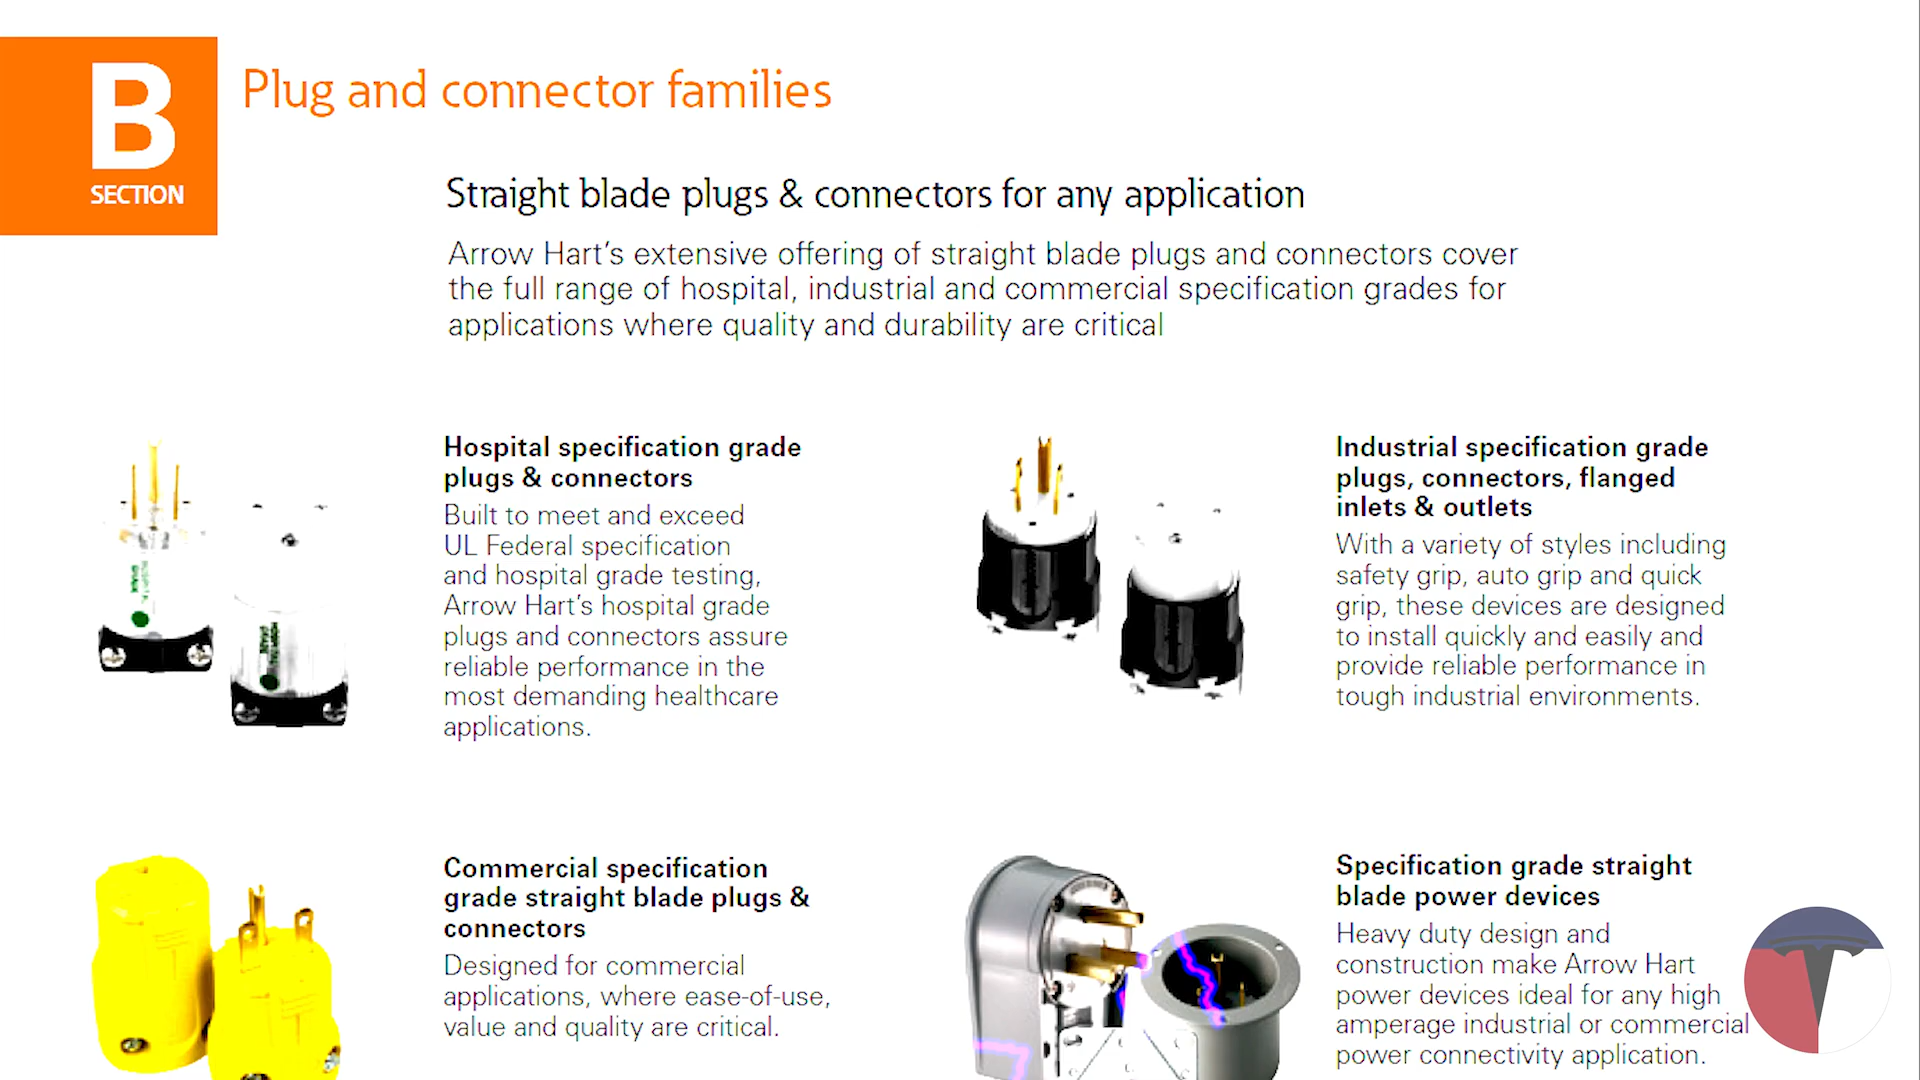 B
SECTION
Plug and connector families
Straight blade plugs & connectors for any application
Arrow Hart's extensive offering of straight blade plugs and connectors cover
the full range of hospital, industrial and commercial specification grades for
applications where quality and durability are critical
Hospital specification grade
plugs & connectors
Built to meet and exceed
UL Federal specification
and hospital grade testing,
Arrow Hart's hospital grade
plugs and connectors assure
reliable performance in the
most demanding healthcare
applications.
Industrial specification grade
plugs, connectors, flanged
inlets & outlets
With a variety of styles including
safety grip, auto grip and quick
grip, these devices are designed
to install quickly and easily and
provide reliable performance in
tough industrial environments.
Commercial specification
grade straight blade plugs &
connectors
Designed for commercial
applications, where ease-of-use,
value and quality are critical.
Specification grade straight
blade power devices
Heavy duty design and
construction make Arrow Hart
power devices ideal for any high
amperage industrial or commercial
power connectivity application.